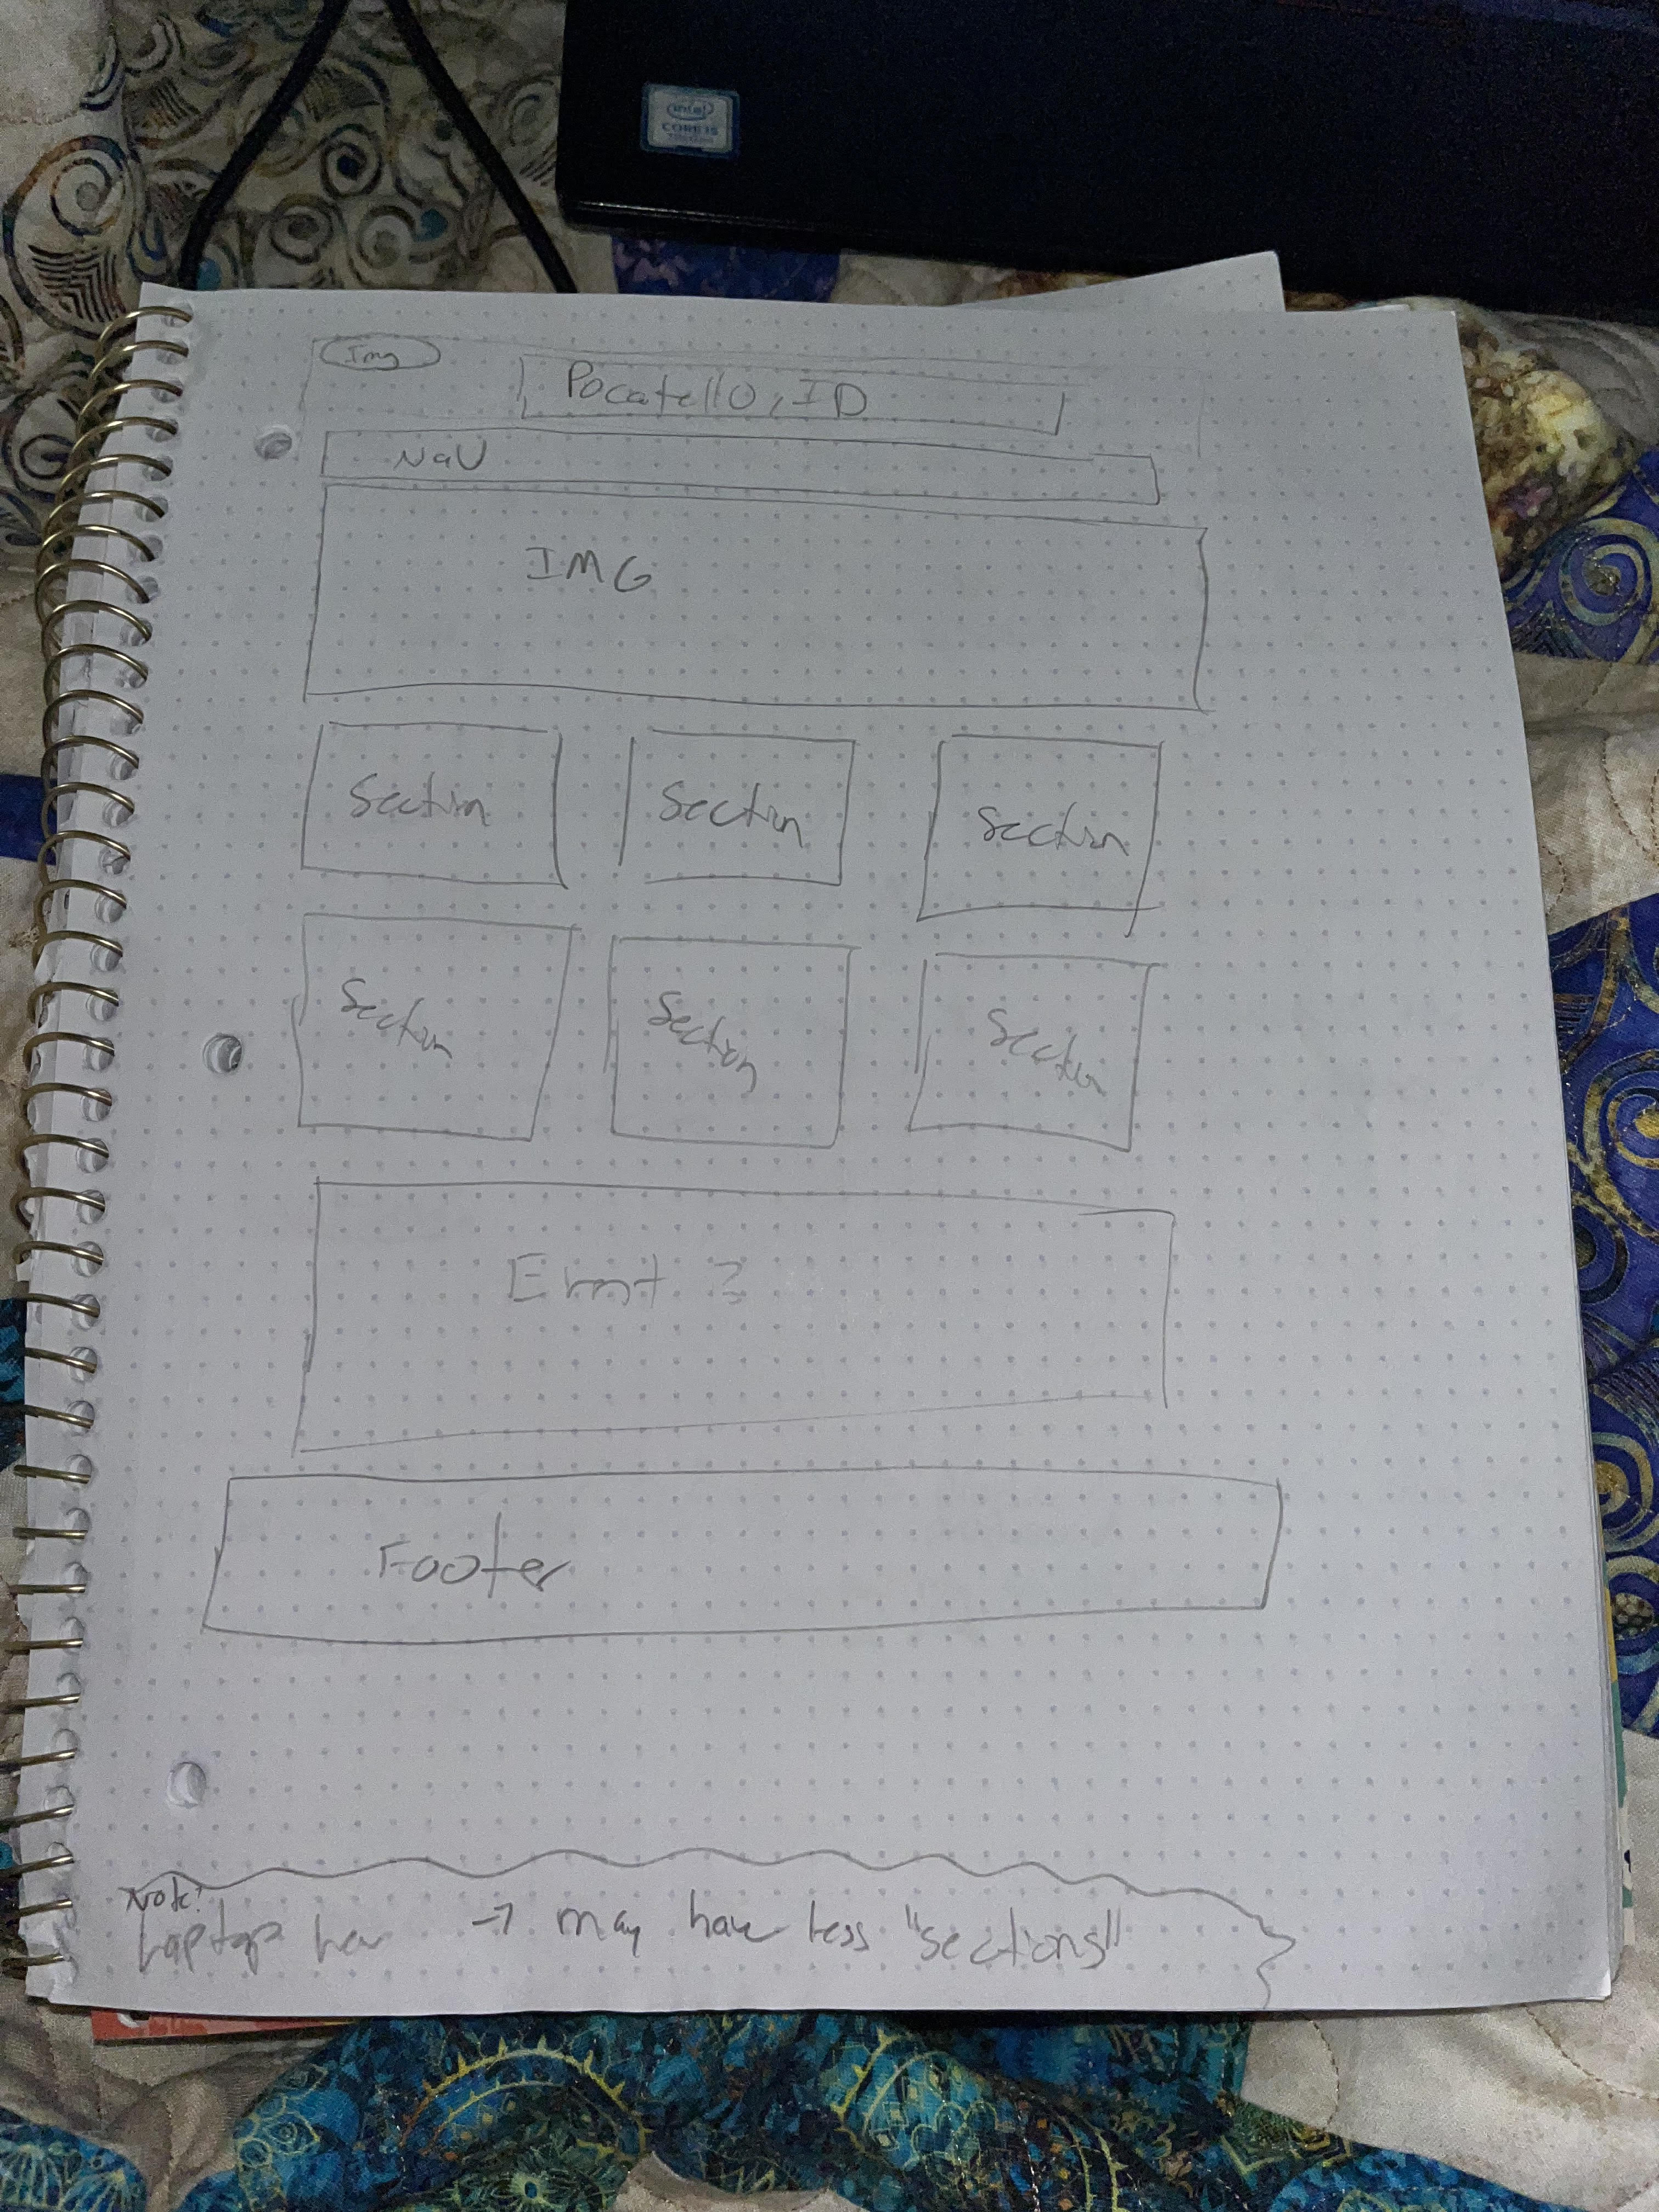 intel
CORE i5
Img
Pocatello, ID
Nav
IMG
Section Section Section
Section Section Section
Event ?
Footer
Note:
Laptop → may have less "sections"